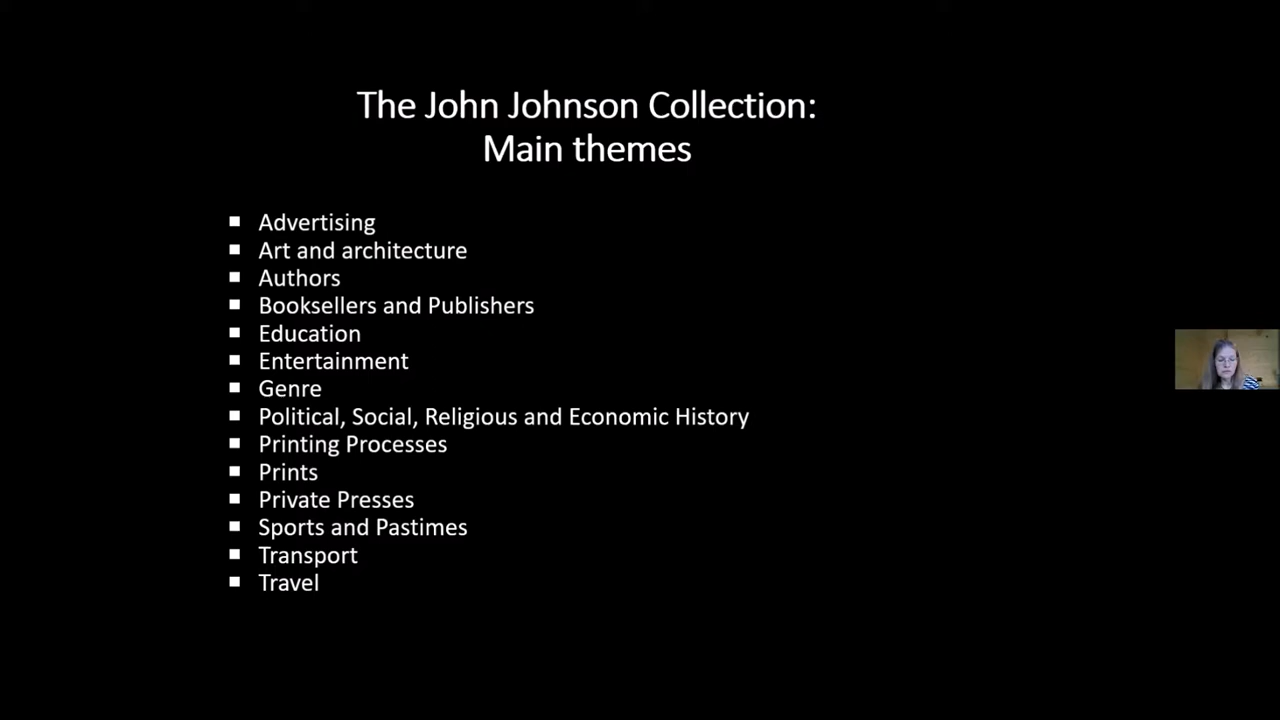 The John Johnson Collection:
Main themes
▪ Advertising
▪ Art and architecture
▪ Authors
▪ Booksellers and Publishers
▪ Education
▪ Entertainment
▪ Genre
▪ Political, Social, Religious and Economic History
▪ Printing Processes
▪ Prints
▪ Private Presses
▪ Sports and Pastimes
▪ Transport
▪ Travel